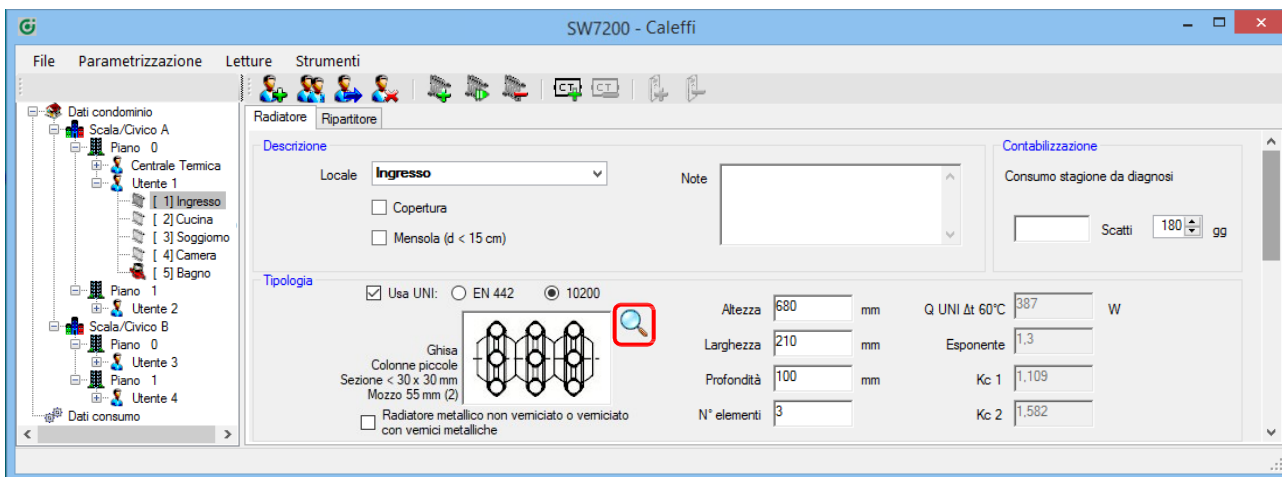 SW7200 - Caleffi
File Parametrizzazione Letture Strumenti
CT CT
Dati condominio
Scala/Civico A
Piano 0
Centrale Termica
Utente 1
[ 1] Ingresso
[ 2] Cucina
[ 3] Soggiorno
[ 4] Camera
[ 5] Bagno
Piano 1
Utente 2
Scala/Civico B
Piano 0
Utente 3
Piano 1
Utente 4
Dati consumo
Radiatore Ripartitore
Descrizione
Locale Ingresso
Copertura
Mensola (d < 15 cm)
Note
Contabilizzazione
Consumo stagione da diagnosi
Scatti 180 gg
Tipologia
Usa UNI: EN 442 10200
Ghisa
Colonne piccole
Sezione < 30 x 30 mm
Mozzo 55 mm (2)
Radiatore metallico non verniciato o verniciato
con vernici metalliche
Altezza 680 mm
Larghezza 210 mm
Profondità 100 mm
N° elementi 3
Q UNI Δt 60°C 387 W
Esponente 1,3
Kc 1 1,109
Kc 2 1,582